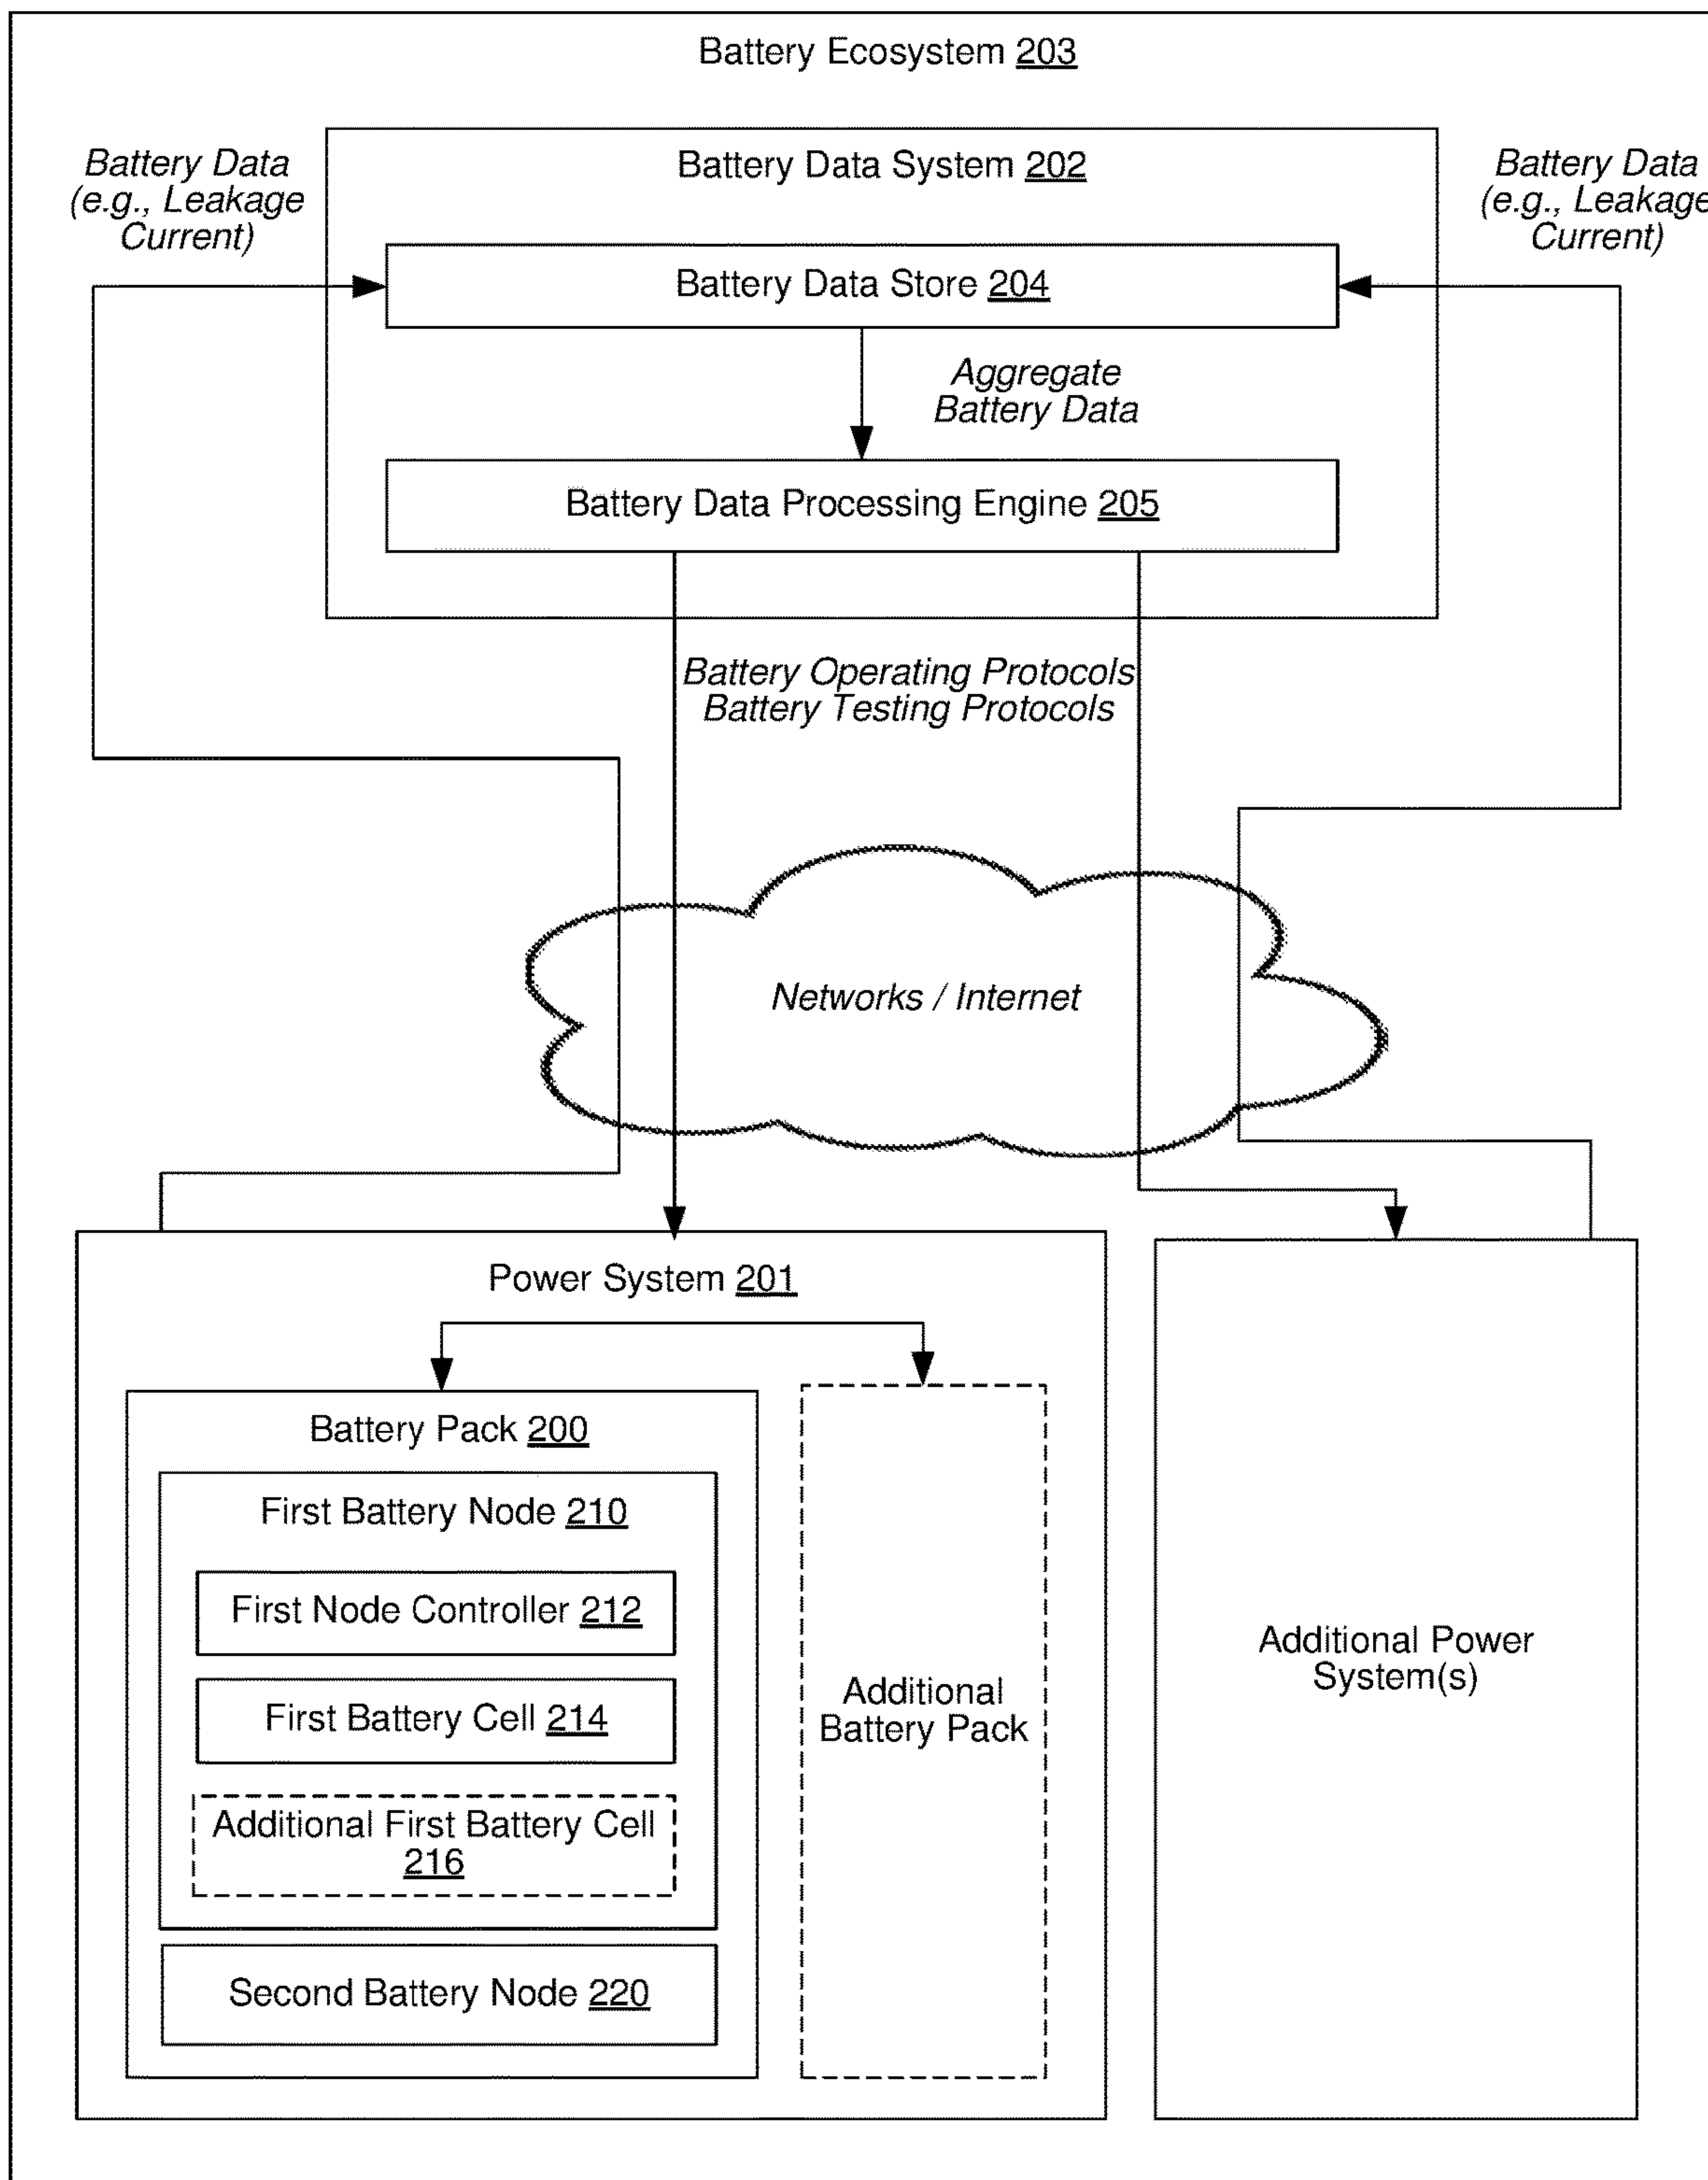 Battery Ecosystem 203
Battery Data
(e.g., Leakage
Current)
Battery Data System 202
Battery Data
(e.g., Leakage
Current)
Battery Data Store 204
Aggregate
Battery Data
Battery Data Processing Engine 205
Battery Operating Protocols
Battery Testing Protocols
Networks / Internet
Power System 201
Battery Pack 200
First Battery Node 210
First Node Controller 212
First Battery Cell 214
Additional First Battery Cell
216
Second Battery Node 220
Additional
Battery Pack
Additional Power
System(s)